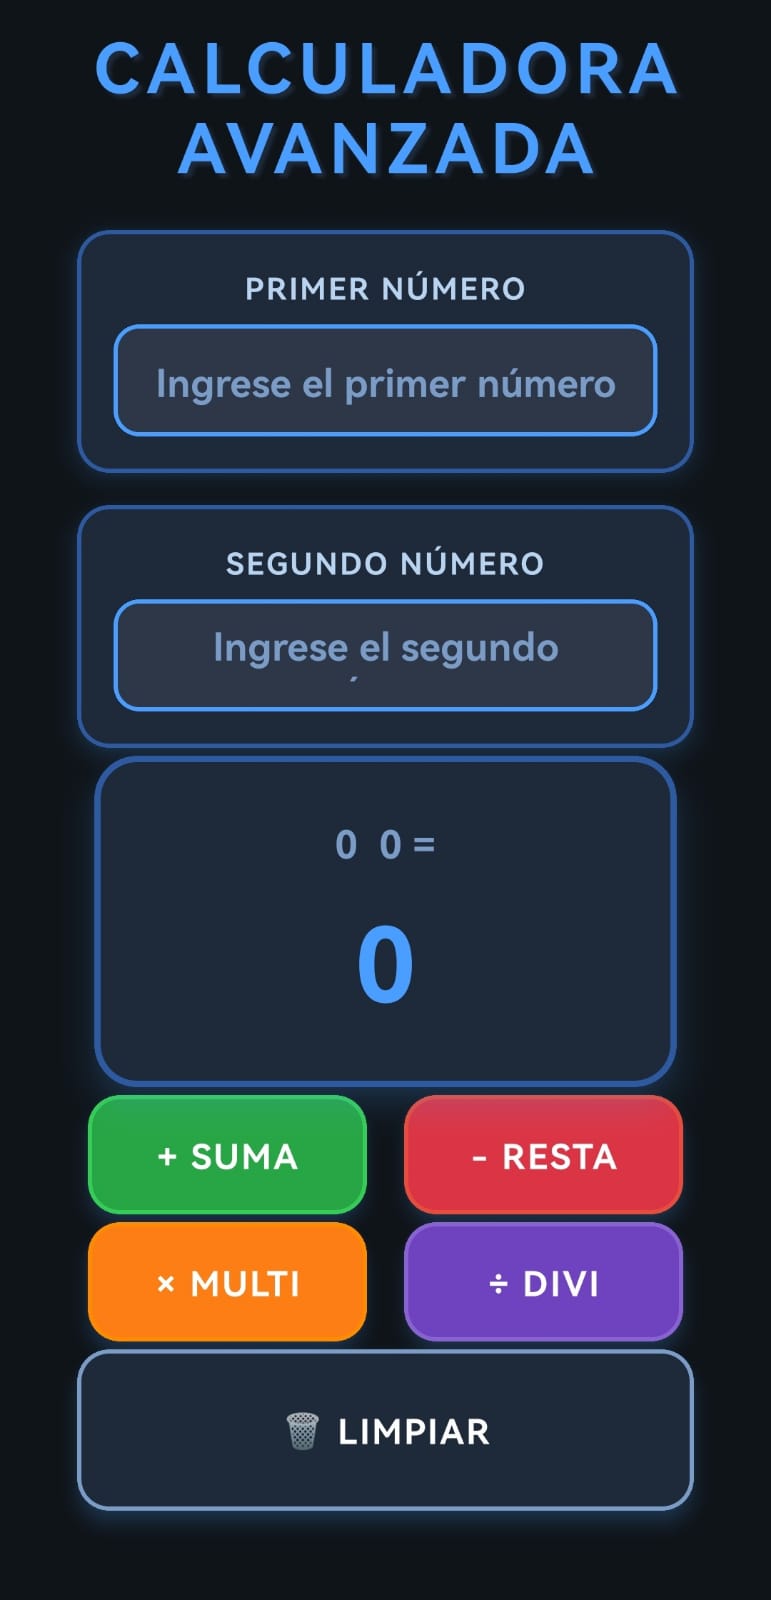 CALCULADORA
AVANZADA
PRIMER NÚMERO
Ingrese el primer número
SEGUNDO NÚMERO
Ingrese el segundo
0 0 =
0
+ SUMA
- RESTA
× MULTI
÷ DIVI
LIMPIAR